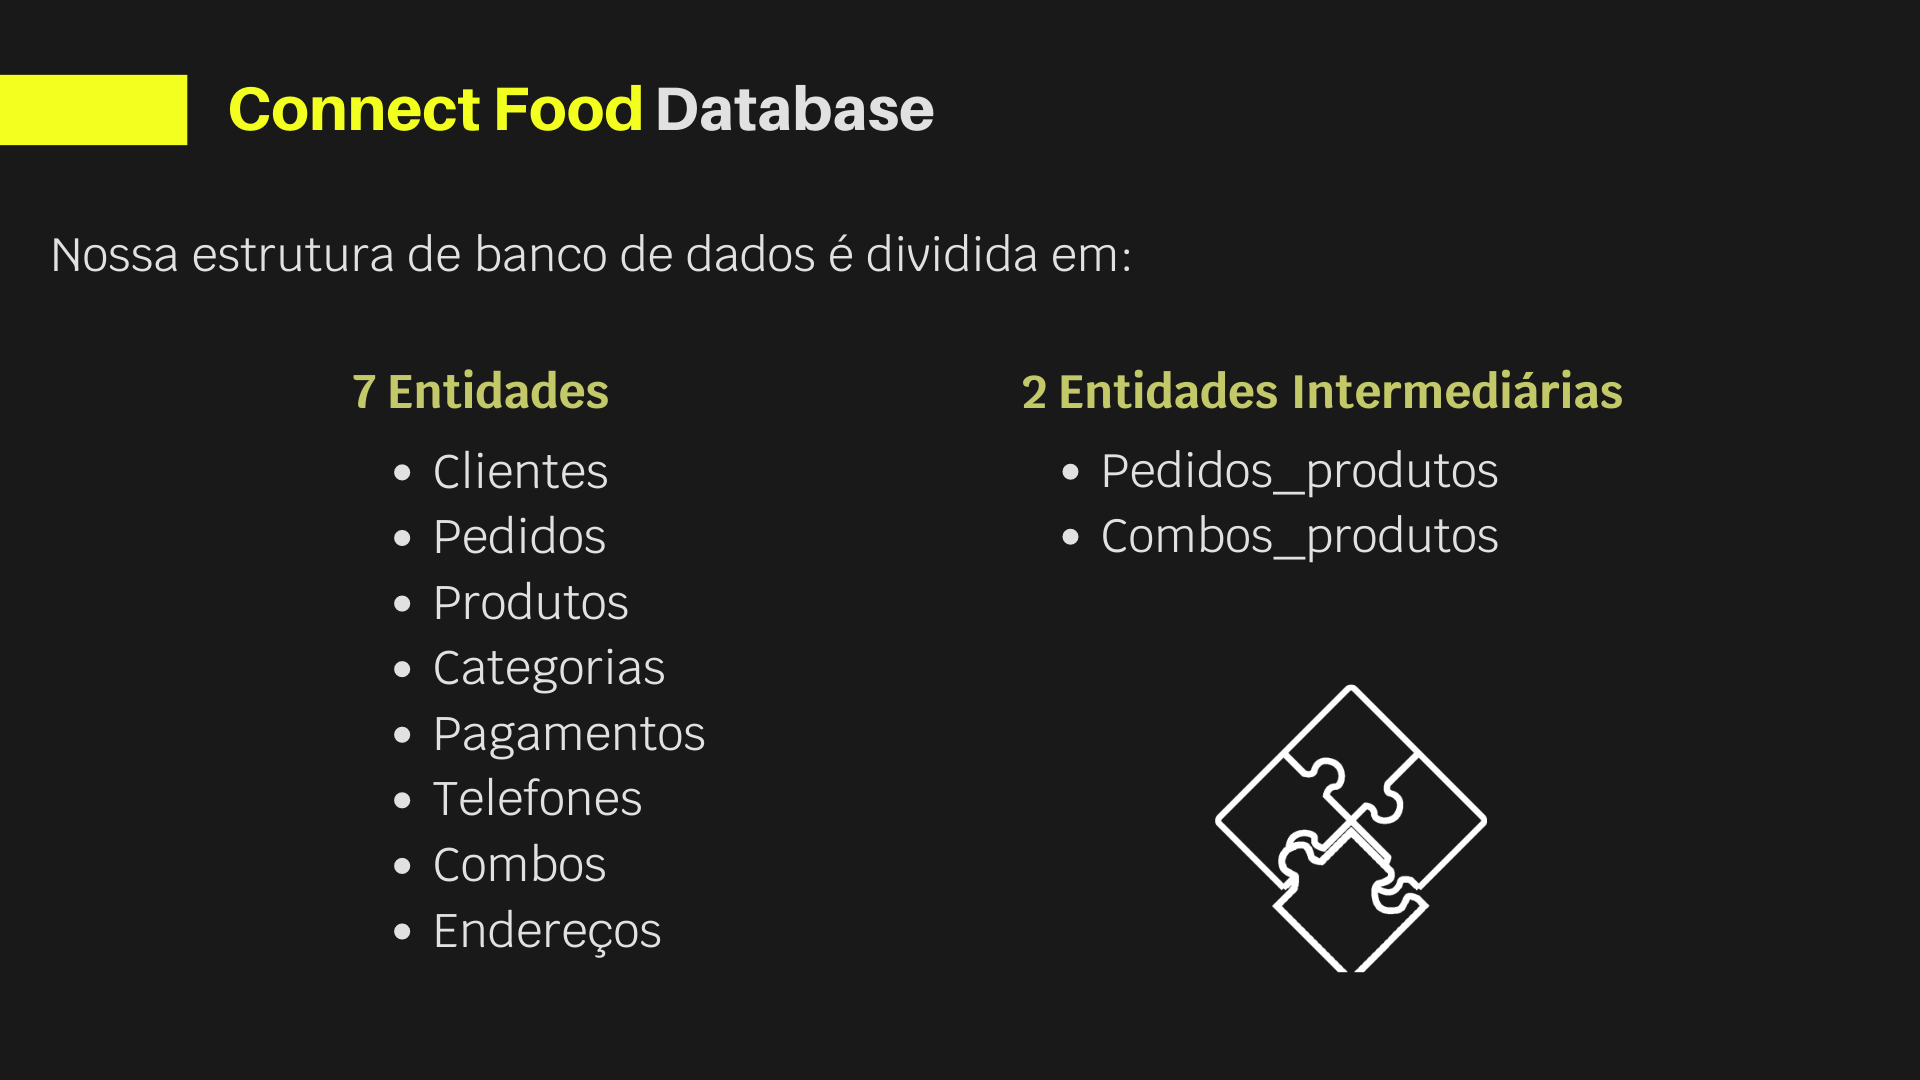 Connect Food Database
Nossa estrutura de banco de dados é dividida em:
7 Entidades
• Clientes
• Pedidos
• Produtos
• Categorias
• Pagamentos
• Telefones
• Combos
• Endereços
2 Entidades Intermediárias
• Pedidos_produtos
• Combos_produtos